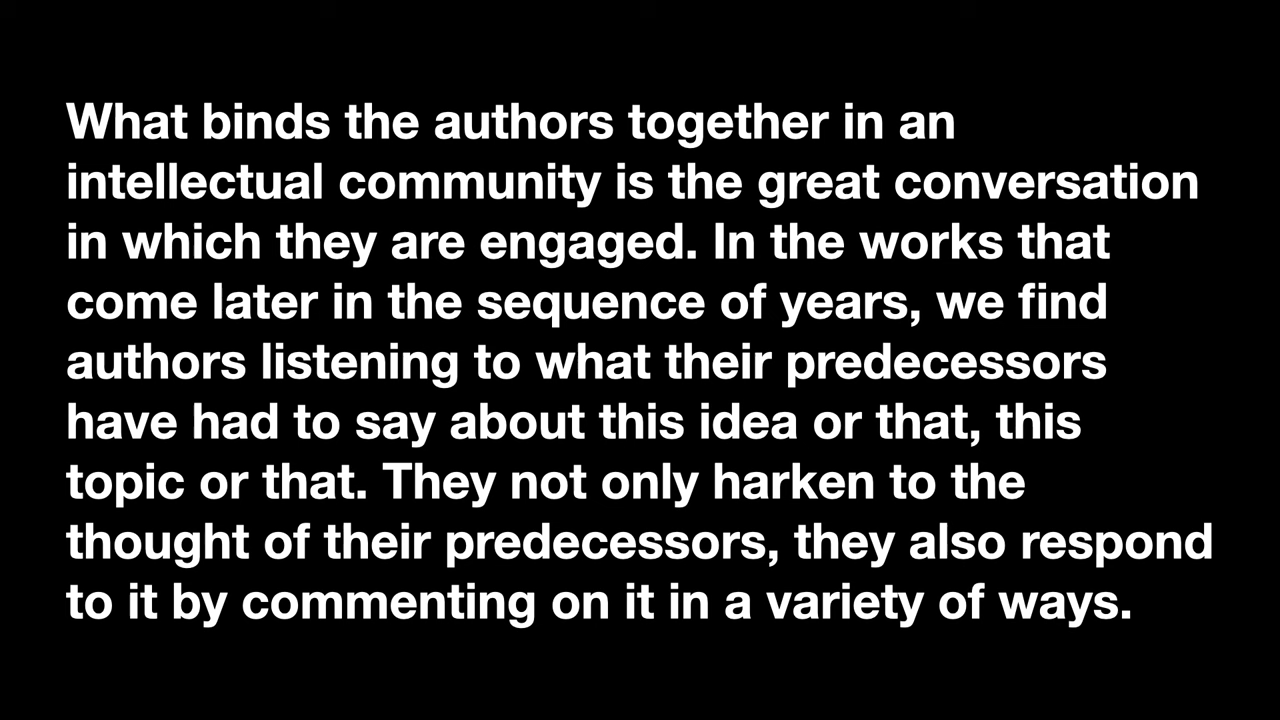 What binds the authors together in an
intellectual community is the great conversation
in which they are engaged. In the works that
come later in the sequence of years, we find
authors listening to what their predecessors
have had to say about this idea or that, this
topic or that. They not only harken to the
thought of their predecessors, they also respond
to it by commenting on it in a variety of ways.